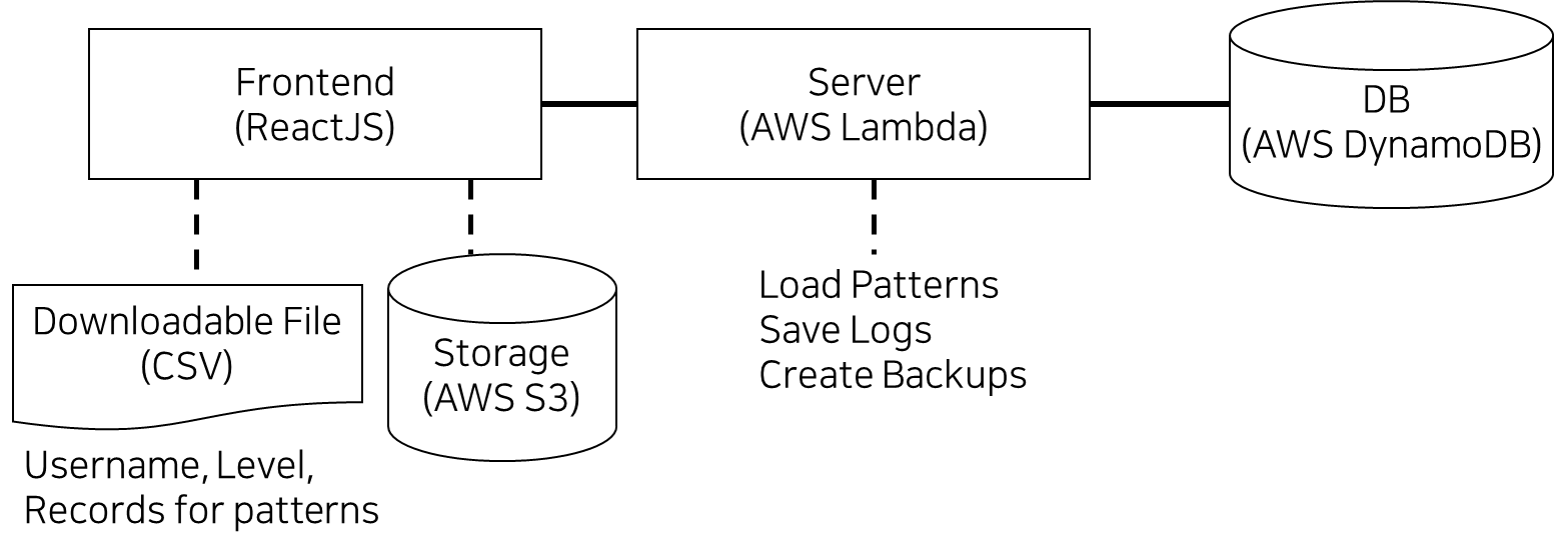 Frontend
(ReactJS)
Server
(AWS Lambda)
DB
(AWS DynamoDB)
Downloadable File
(CSV)
Storage
(AWS S3)
Load Patterns
Save Logs
Create Backups
Username, Level,
Records for patterns